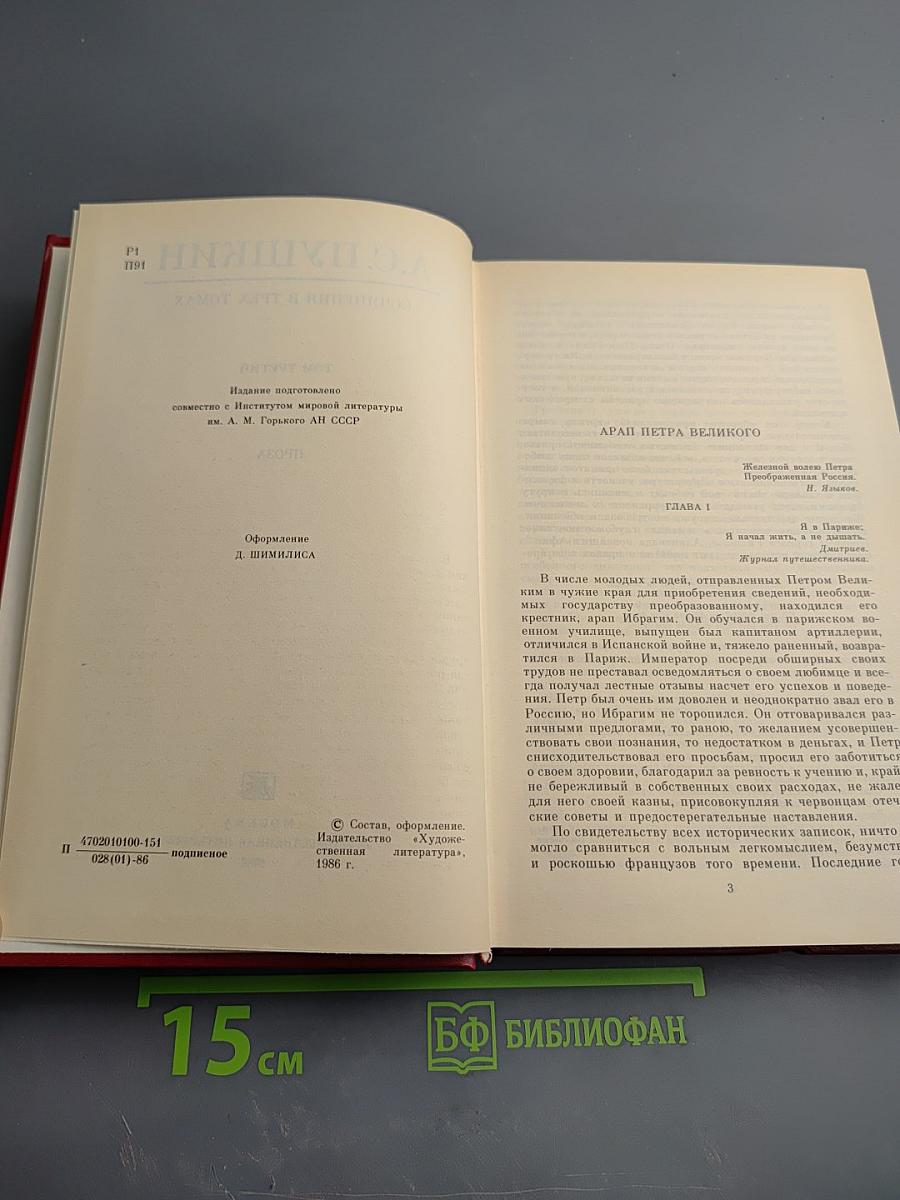 Р1
П91
Издание подготовлено
совместно с Институтом мировой литературы
им. А. М. Горького АН СССР
Оформление
Д. ШИМИЛИСА
П 4702010100-151
028(01)-86 подписное
© Состав, оформление.
Издательство «Художе-
ственная литература»,
1986 г.
АРАП ПЕТРА ВЕЛИКОГО
Железной волею Петра
Преображенная Россия.
Н. Языков.
ГЛАВА I
Я в Париже;
Я начал жить, а не дышать.
Дмитриев.
Журнал путешественника.
В числе молодых людей, отправленных Петром Вели-
ким в чужие края для приобретения сведений, необходи-
мых государству преобразованному, находился его
крестник, арап Ибрагим. Он обучался в парижском во-
енном училище, выпущен был капитаном артиллерии,
отличился в Испанской войне и, тяжело раненный, возвра-
тился в Париж. Император посреди обширных своих
трудов не преставал осведомляться о своем любимце и все-
гда получал лестные отзывы насчет его успехов и поведе-
ния. Петр был очень им доволен и неоднократно звал его в
Россию, но Ибрагим не торопился. Он отговаривался раз-
личными предлогами, то раною, то желанием усовершен-
ствовать свои познания, то недостатком в деньгах, и Петр
снисходительствовал его просьбам, просил его заботиться
о своем здоровии, благодарил за ревность к учению и, край
не бережливый в собственных своих расходах, не жале
для него своей казны, присовокупляя к червонцам отеч
ские советы и предостерегательные наставления.
По свидетельству всех исторических записок, ничто
могло сравниться с вольным легкомыслием, безумств
и роскошью французов того времени. Последние го
3
15 см
БФ БИБЛИОФАН